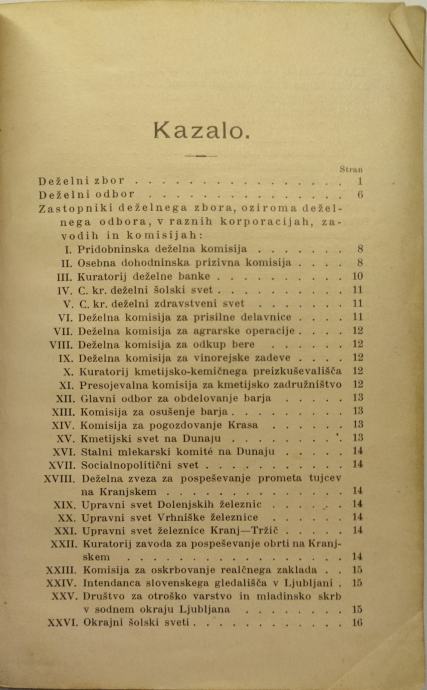 Kazalo.
Stran
Deželni zbor . . . . . . . . . . . . . . . 1
Deželni odbor . . . . . . . . . . . . . . 6
Zastopniki deželnega zbora, oziroma dežel-
nega odbora, v raznih korporacijah, za-
vodih in komisijah:
I. Pridobninska deželna komisija . . . . . . . 8
II. Osebna dohodninska prizivna komisija . . . . 8
III. Kuratorij deželne banke . . . . . . . . . 10
IV. C. kr. deželni šolski svet . . . . . . . . . 11
V. C. kr. deželni zdravstveni svet . . . . . . . 11
VI. Deželna komisija za prisilne delavnice . . . . 11
VII. Deželna komisija za agrarske operacije . . . . 12
VIII. Deželna komisija za odkup bere . . . . . . 12
IX. Deželna komisija za vinorejske zadeve . . . . 12
X. Kuratorij kmetijsko-kemičnega preizkuševališča 12
XI. Presojevalna komisija za kmetijsko zadružništvo 12
XII. Glavni odbor za obdelovanje barja . . . . . 13
XIII. Komisija za osušenje barja . . . . . . . . 13
XIV. Komisija za pogozdovanje Krasa . . . . . . 13
XV. Kmetijski svet na Dunaju . . . . . . . . 13
XVI. Stalni mlekarski komité na Dunaju . . . . . 14
XVII. Socialnopolitični svet . . . . . . . . . . 14
XVIII. Deželna zveza za pospeševanje prometa tujcev
na Kranjskem . . . . . . . . . . . . . 14
XIX. Upravni svet Dolenjskih železnic . . . . . . 14
XX. Upravni svet Vrhniške železnice . . . . . . 14
XXI. Upravni svet železnice Kranj—Tržič . . . . . 14
XXII. Kuratorij zavoda za pospeševanje obrti na Kranj-
skem . . . . . . . . . . . . . . . 14
XXIII. Komisija za oskrbovanje realčnega zaklada . . 15
XXIV. Intendanca slovenskega gledališča v Ljubljani . 15
XXV. Društvo za otroško varstvo in mladinsko skrb
v sodnem okraju Ljubljana . . . . . . . . 15
XXVI. Okrajni šolski sveti . . . . . . . . . . . 16